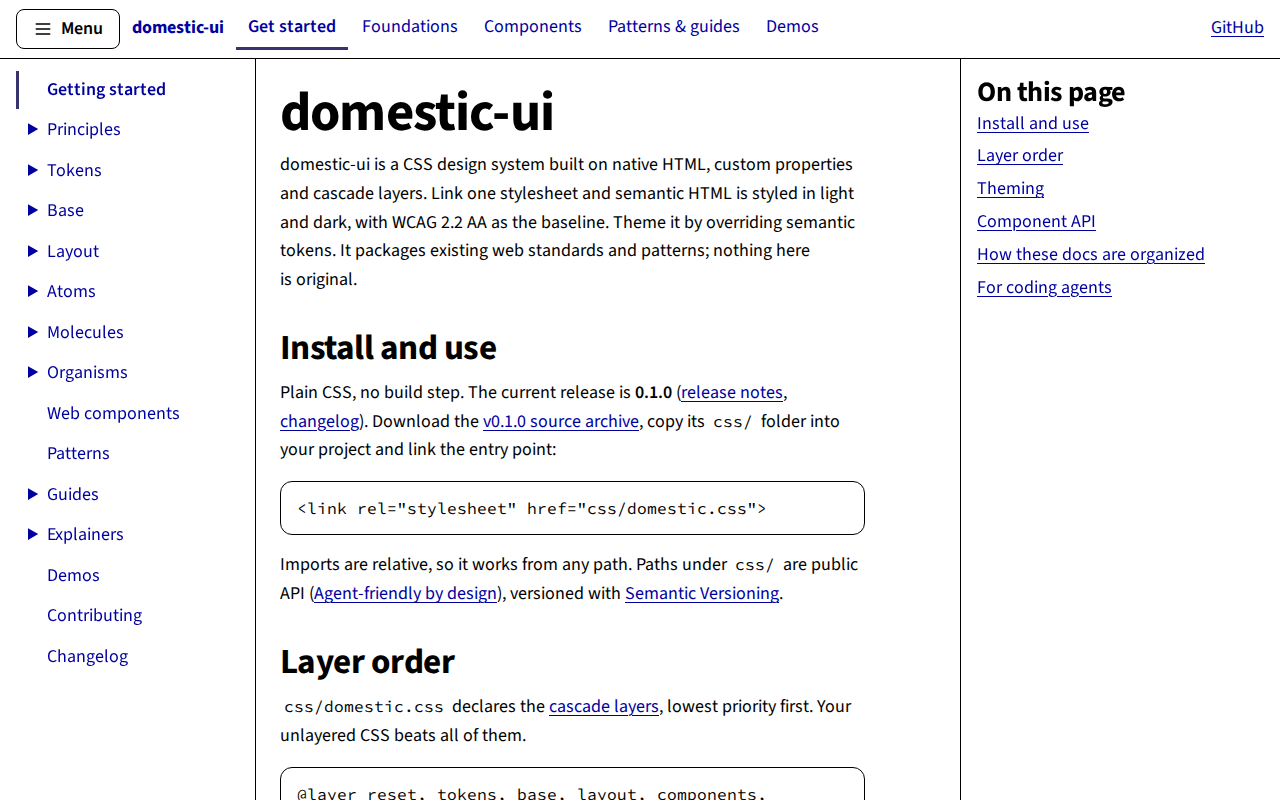 Menu
domestic-ui
Get started
Foundations
Components
Patterns & guides
Demos
GitHub
Getting started
Principles
Tokens
Base
Layout
Atoms
Molecules
Organisms
Web components
Patterns
Guides
Explainers
Demos
Contributing
Changelog
domestic-ui
domestic-ui is a CSS design system built on native HTML, custom properties
and cascade layers. Link one stylesheet and semantic HTML is styled in light
and dark, with WCAG 2.2 AA as the baseline. Theme it by overriding semantic
tokens. It packages existing web standards and patterns; nothing here
is original.
Install and use
Plain CSS, no build step. The current release is 0.1.0 (release notes,
changelog). Download the v0.1.0 source archive, copy its css/ folder into
your project and link the entry point:
<link rel="stylesheet" href="css/domestic.css">
Imports are relative, so it works from any path. Paths under css/ are public
API (Agent-friendly by design), versioned with Semantic Versioning.
Layer order
css/domestic.css declares the cascade layers, lowest priority first. Your
unlayered CSS beats all of them.
@layer reset, tokens, base, layout, components,
On this page
Install and use
Layer order
Theming
Component API
How these docs are organized
For coding agents